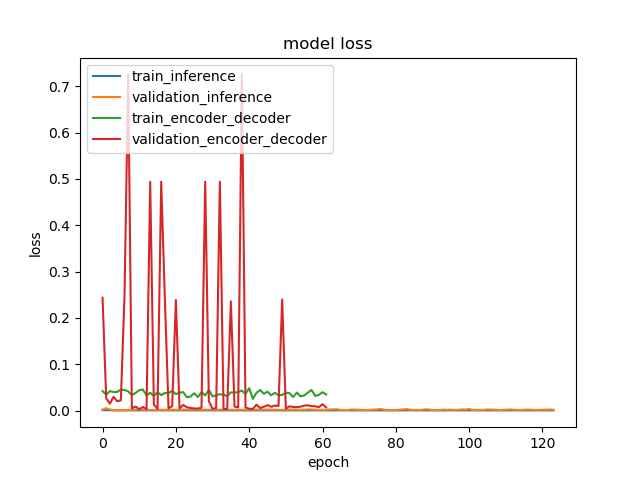 model loss
train_inference
validation_inference
train_encoder_decoder
validation_encoder_decoder
0.7
0.6
0.5
0.4
0.3
0.2
0.1
0.0
loss
0 20 40 60 80 100 120
epoch